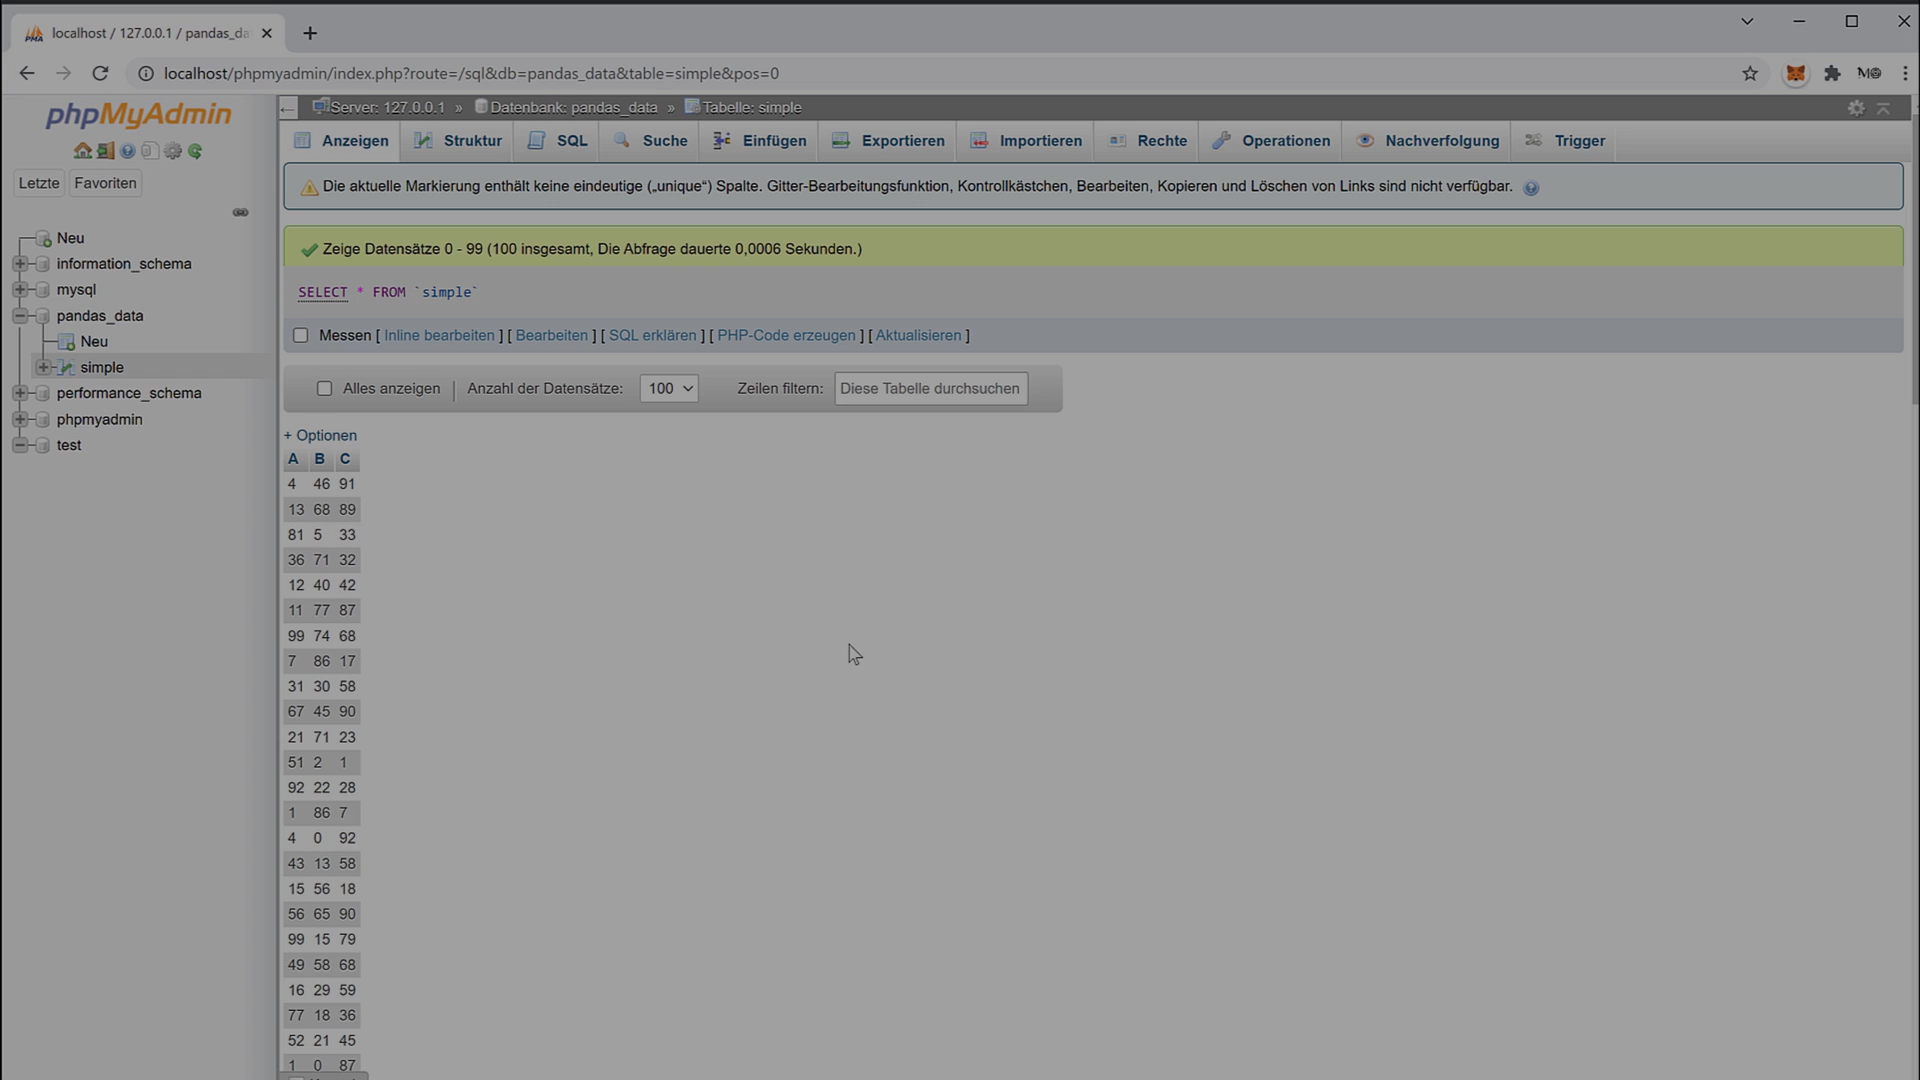 localhost / 127.0.0.1 / pandas_da
localhost/phpmyadmin/index.php?route=/sql&db=pandas_data&table=simple&pos=0
phpMyAdmin
Letzte Favoriten
Neu
information_schema
mysql
pandas_data
Neu
simple
performance_schema
phpmyadmin
test
Server: 127.0.0.1 » Datenbank: pandas_data » Tabelle: simple
Anzeigen Struktur SQL Suche Einfügen Exportieren Importieren Rechte Operationen Nachverfolgung Trigger
Die aktuelle Markierung enthält keine eindeutige („unique“) Spalte. Gitter-Bearbeitungsfunktion, Kontrollkästchen, Bearbeiten, Kopieren und Löschen von Links sind nicht verfügbar.
Zeige Datensätze 0 - 99 (100 insgesamt, Die Abfrage dauerte 0,0006 Sekunden.)
SELECT * FROM `simple`
Messen [ Inline bearbeiten ] [ Bearbeiten ] [ SQL erklären ] [ PHP-Code erzeugen ] [ Aktualisieren ]
Alles anzeigen | Anzahl der Datensätze: 100 Zeilen filtern: Diese Tabelle durchsuchen
+ Optionen
A B C
4 46 91
13 68 89
81 5 33
36 71 32
12 40 42
11 77 87
99 74 68
7 86 17
31 30 58
67 45 90
21 71 23
51 2 1
92 22 28
1 86 7
4 0 92
43 13 58
15 56 18
56 65 90
99 15 79
49 58 68
16 29 59
77 18 36
52 21 45
1 0 87